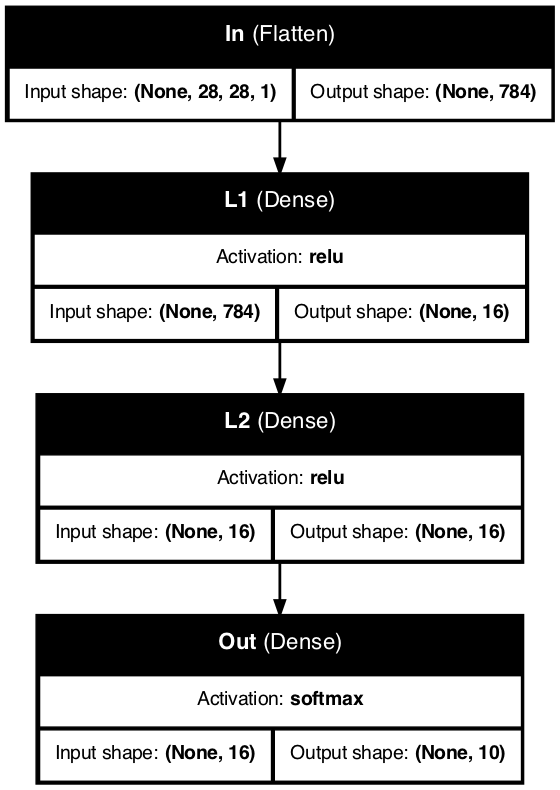 In (Flatten)
Input shape: (None, 28, 28, 1) Output shape: (None, 784)
L1 (Dense)
Activation: relu
Input shape: (None, 784) Output shape: (None, 16)
L2 (Dense)
Activation: relu
Input shape: (None, 16) Output shape: (None, 16)
Out (Dense)
Activation: softmax
Input shape: (None, 16) Output shape: (None, 10)